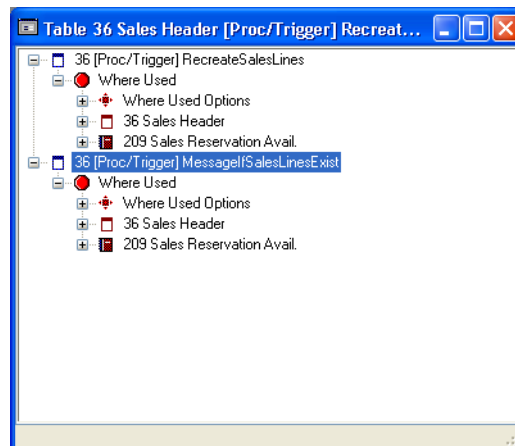 Table 36 Sales Header [Proc/Trigger] Recreat...
36 [Proc/Trigger] RecreateSalesLines
Where Used
Where Used Options
36 Sales Header
209 Sales Reservation Avail.
36 [Proc/Trigger] MessageIfSalesLinesExist
Where Used
Where Used Options
36 Sales Header
209 Sales Reservation Avail.